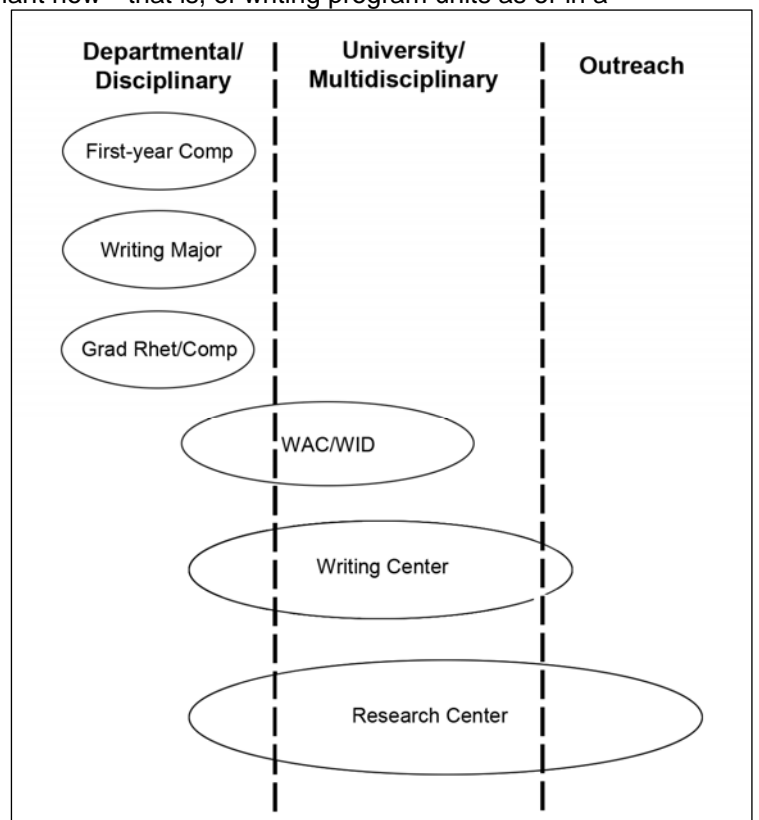 that is, of writing program units as of in a
Departmental/
Disciplinary
University/
Multidisciplinary
Outreach
First-year Comp
Writing Major
Grad Rhet/Comp
WAC/WID
Writing Center
Research Center